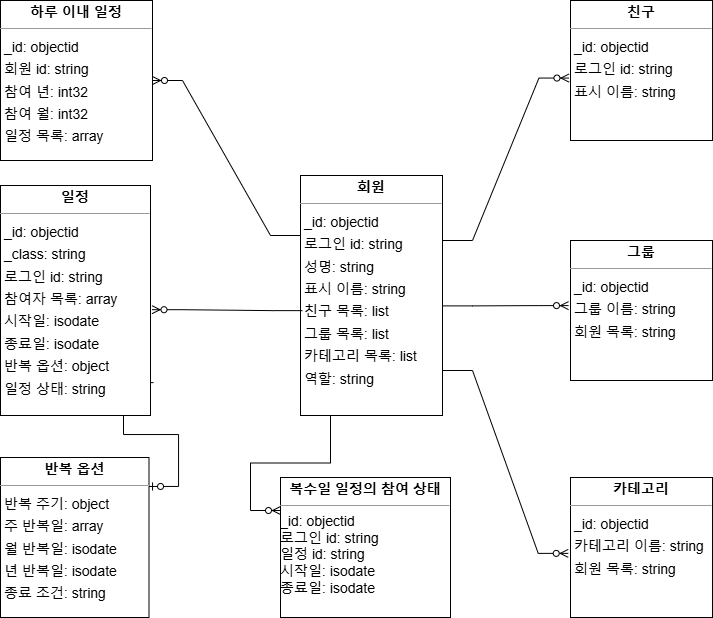 하루 이내 일정
_id: objectid
회원 id: string
참여 년: int32
참여 월: int32
일정 목록: array
일정
_id: objectid
_class: string
로그인 id: string
참여자 목록: array
시작일: isodate
종료일: isodate
반복 옵션: object
일정 상태: string
반복 옵션
반복 주기: object
주 반복일: array
월 반복일: isodate
년 반복일: isodate
종료 조건: string
회원
_id: objectid
로그인 id: string
성명: string
표시 이름: string
친구 목록: list
그룹 목록: list
카테고리 목록: list
역할: string
복수일 일정의 참여 상태
_id: objectid
로그인 id: string
일정 id: string
시작일: isodate
종료일: isodate
친구
_id: objectid
로그인 id: string
표시 이름: string
그룹
_id: objectid
그룹 이름: string
회원 목록: string
카테고리
_id: objectid
카테고리 이름: string
회원 목록: string